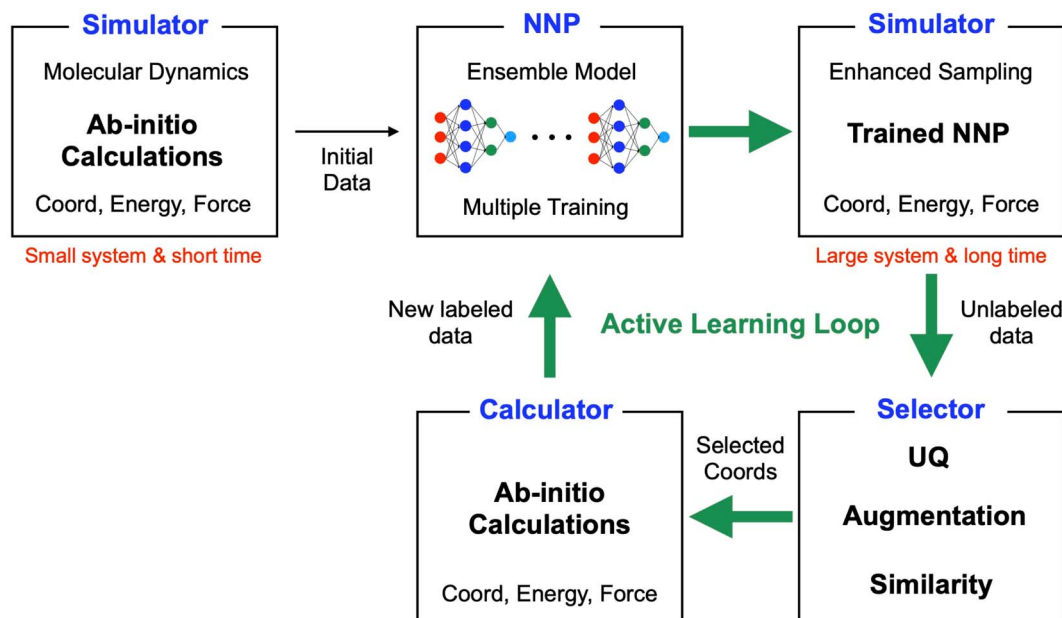 Simulator
Molecular Dynamics
Ab-initio
Calculations
Coord, Energy, Force
Small system & short time
Initial
Data
NNP
Ensemble Model
Multiple Training
Simulator
Enhanced Sampling
Trained NNP
Coord, Energy, Force
Large system & long time
New labeled
data
Active Learning Loop
Unlabeled
data
Calculator
Ab-initio
Calculations
Coord, Energy, Force
Selected
Coords
Selector
UQ
Augmentation
Similarity